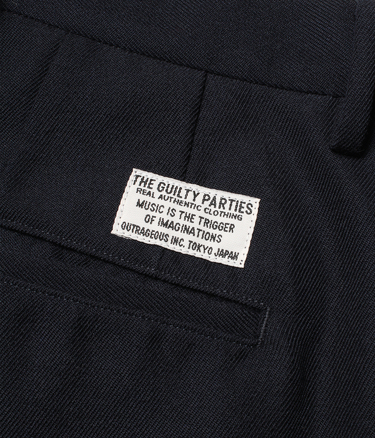 THE GUILTY PARTIES
REAL AUTHENTIC CLOTHING
MUSIC IS THE TRIGGER
OF IMAGINATIONS
OUTRAGEOUS INC. TOKYO JAPAN